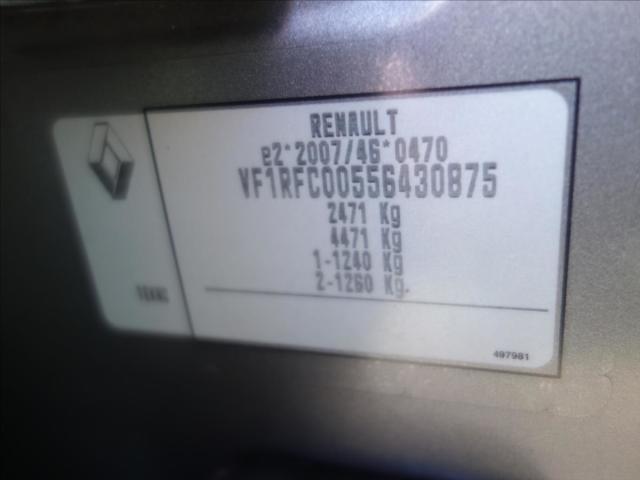 RENAULT
e2*2007/46*0470
VF1RFC00556430875
2471 Kg
4471 Kg
1-1240 Kg
2-1260 Kg.
497981